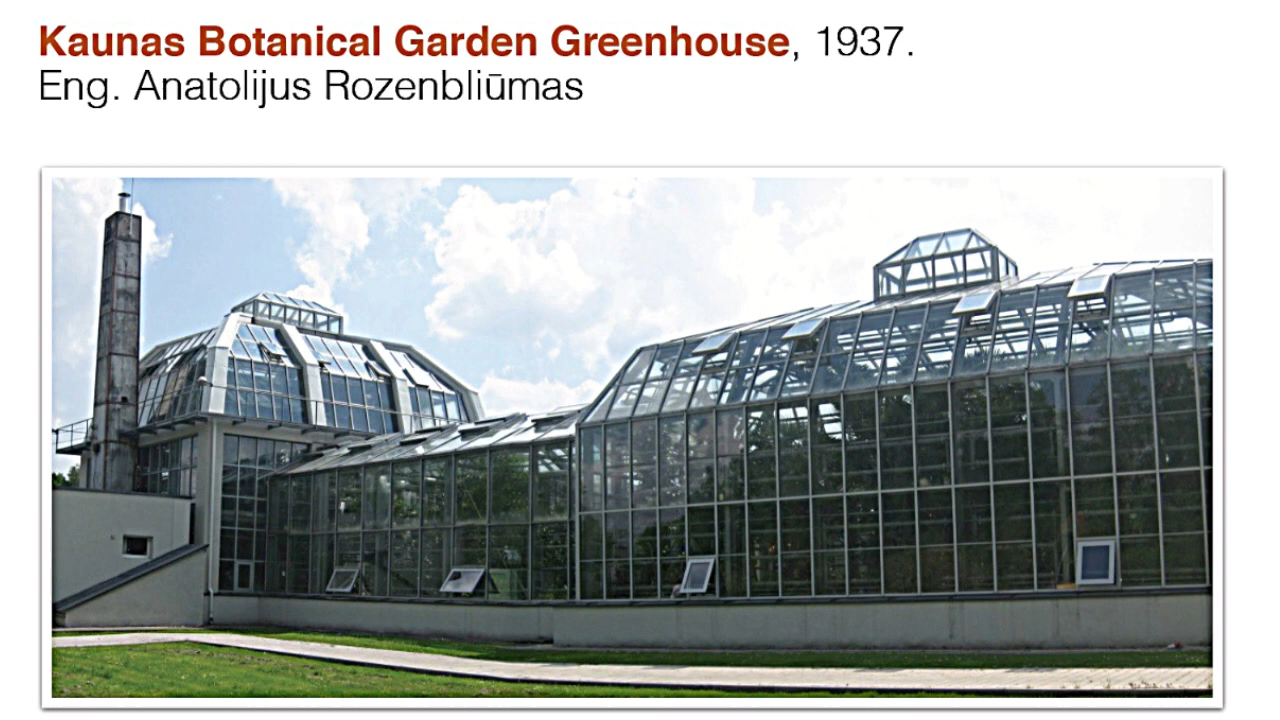 Kaunas Botanical Garden Greenhouse, 1937.
Eng. Anatolijus Rozenbliūmas